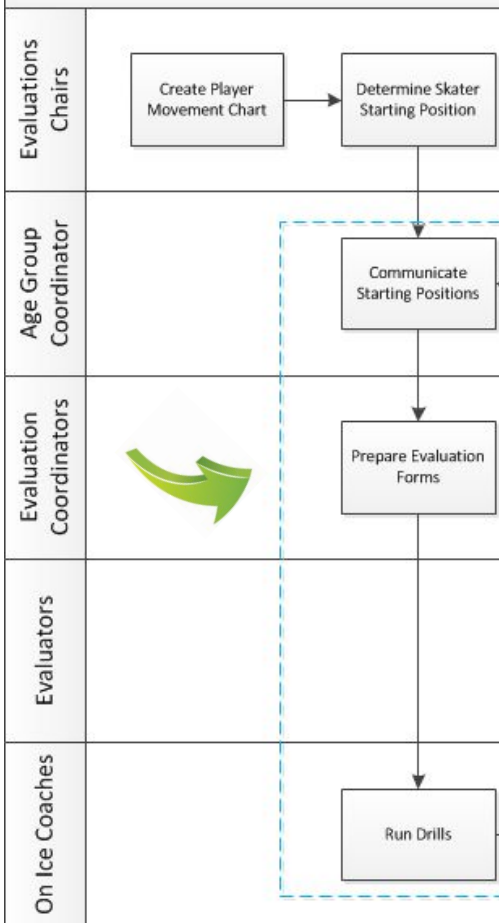 Evaluations
Chairs
Create Player
Movement Chart
Determine Skater
Starting Position
Age Group
Coordinator
Communicate
Starting Positions
Evaluation
Coordinators
Prepare Evaluation
Forms
Evaluators
On Ice Coaches
Run Drills